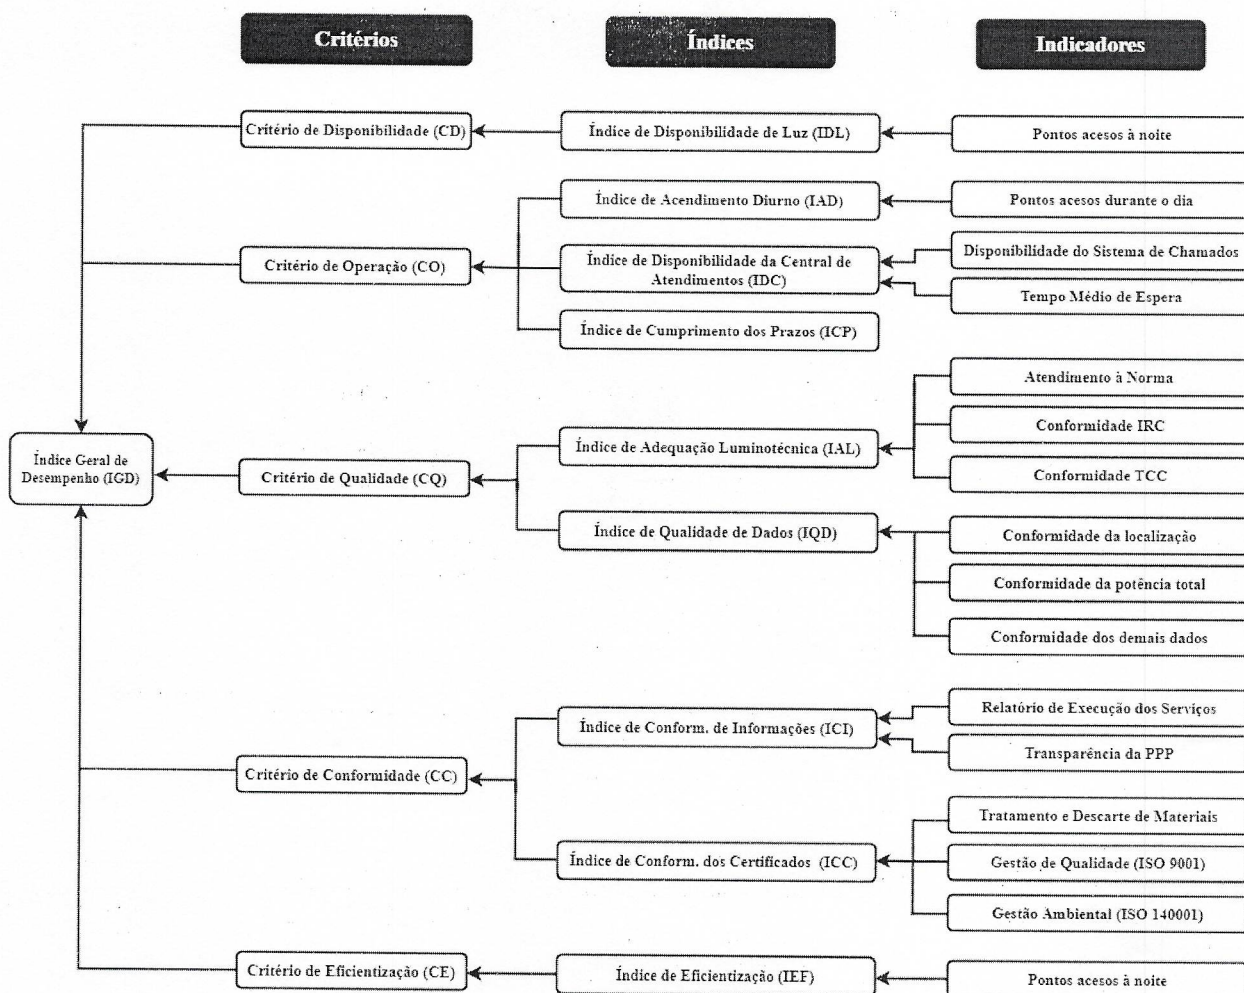 Critérios
Índices
Indicadores
Critério de Disponibilidade (CD)
Índice de Disponibilidade de Luz (IDL)
Pontos acesos à noite
Índice de Acendimento Diurno (IAD)
Pontos acesos durante o dia
Critério de Operação (CO)
Índice de Disponibilidade da Central de
Atendimentos (IDC)
Disponibilidade do Sistema de Chamados
Tempo Médio de Espera
Índice de Cumprimento dos Prazos (ICP)
Índice Geral de
Desempenho (IGD)
Critério de Qualidade (CQ)
Índice de Adequação Luminotécnica (IAL)
Atendimento à Norma
Conformidade IRC
Conformidade TCC
Índice de Qualidade de Dados (IQD)
Conformidade da localização
Conformidade da potência total
Conformidade dos demais dados
Critério de Conformidade (CC)
Índice de Conform. de Informações (ICI)
Relatório de Execução dos Serviços
Transparência da PPP
Índice de Conform. dos Certificados (ICC)
Tratamento e Descarte de Materiais
Gestão de Qualidade (ISO 9001)
Gestão Ambiental (ISO 140001)
Critério de Eficientização (CE)
Índice de Eficientização (IEF)
Pontos acesos à noite